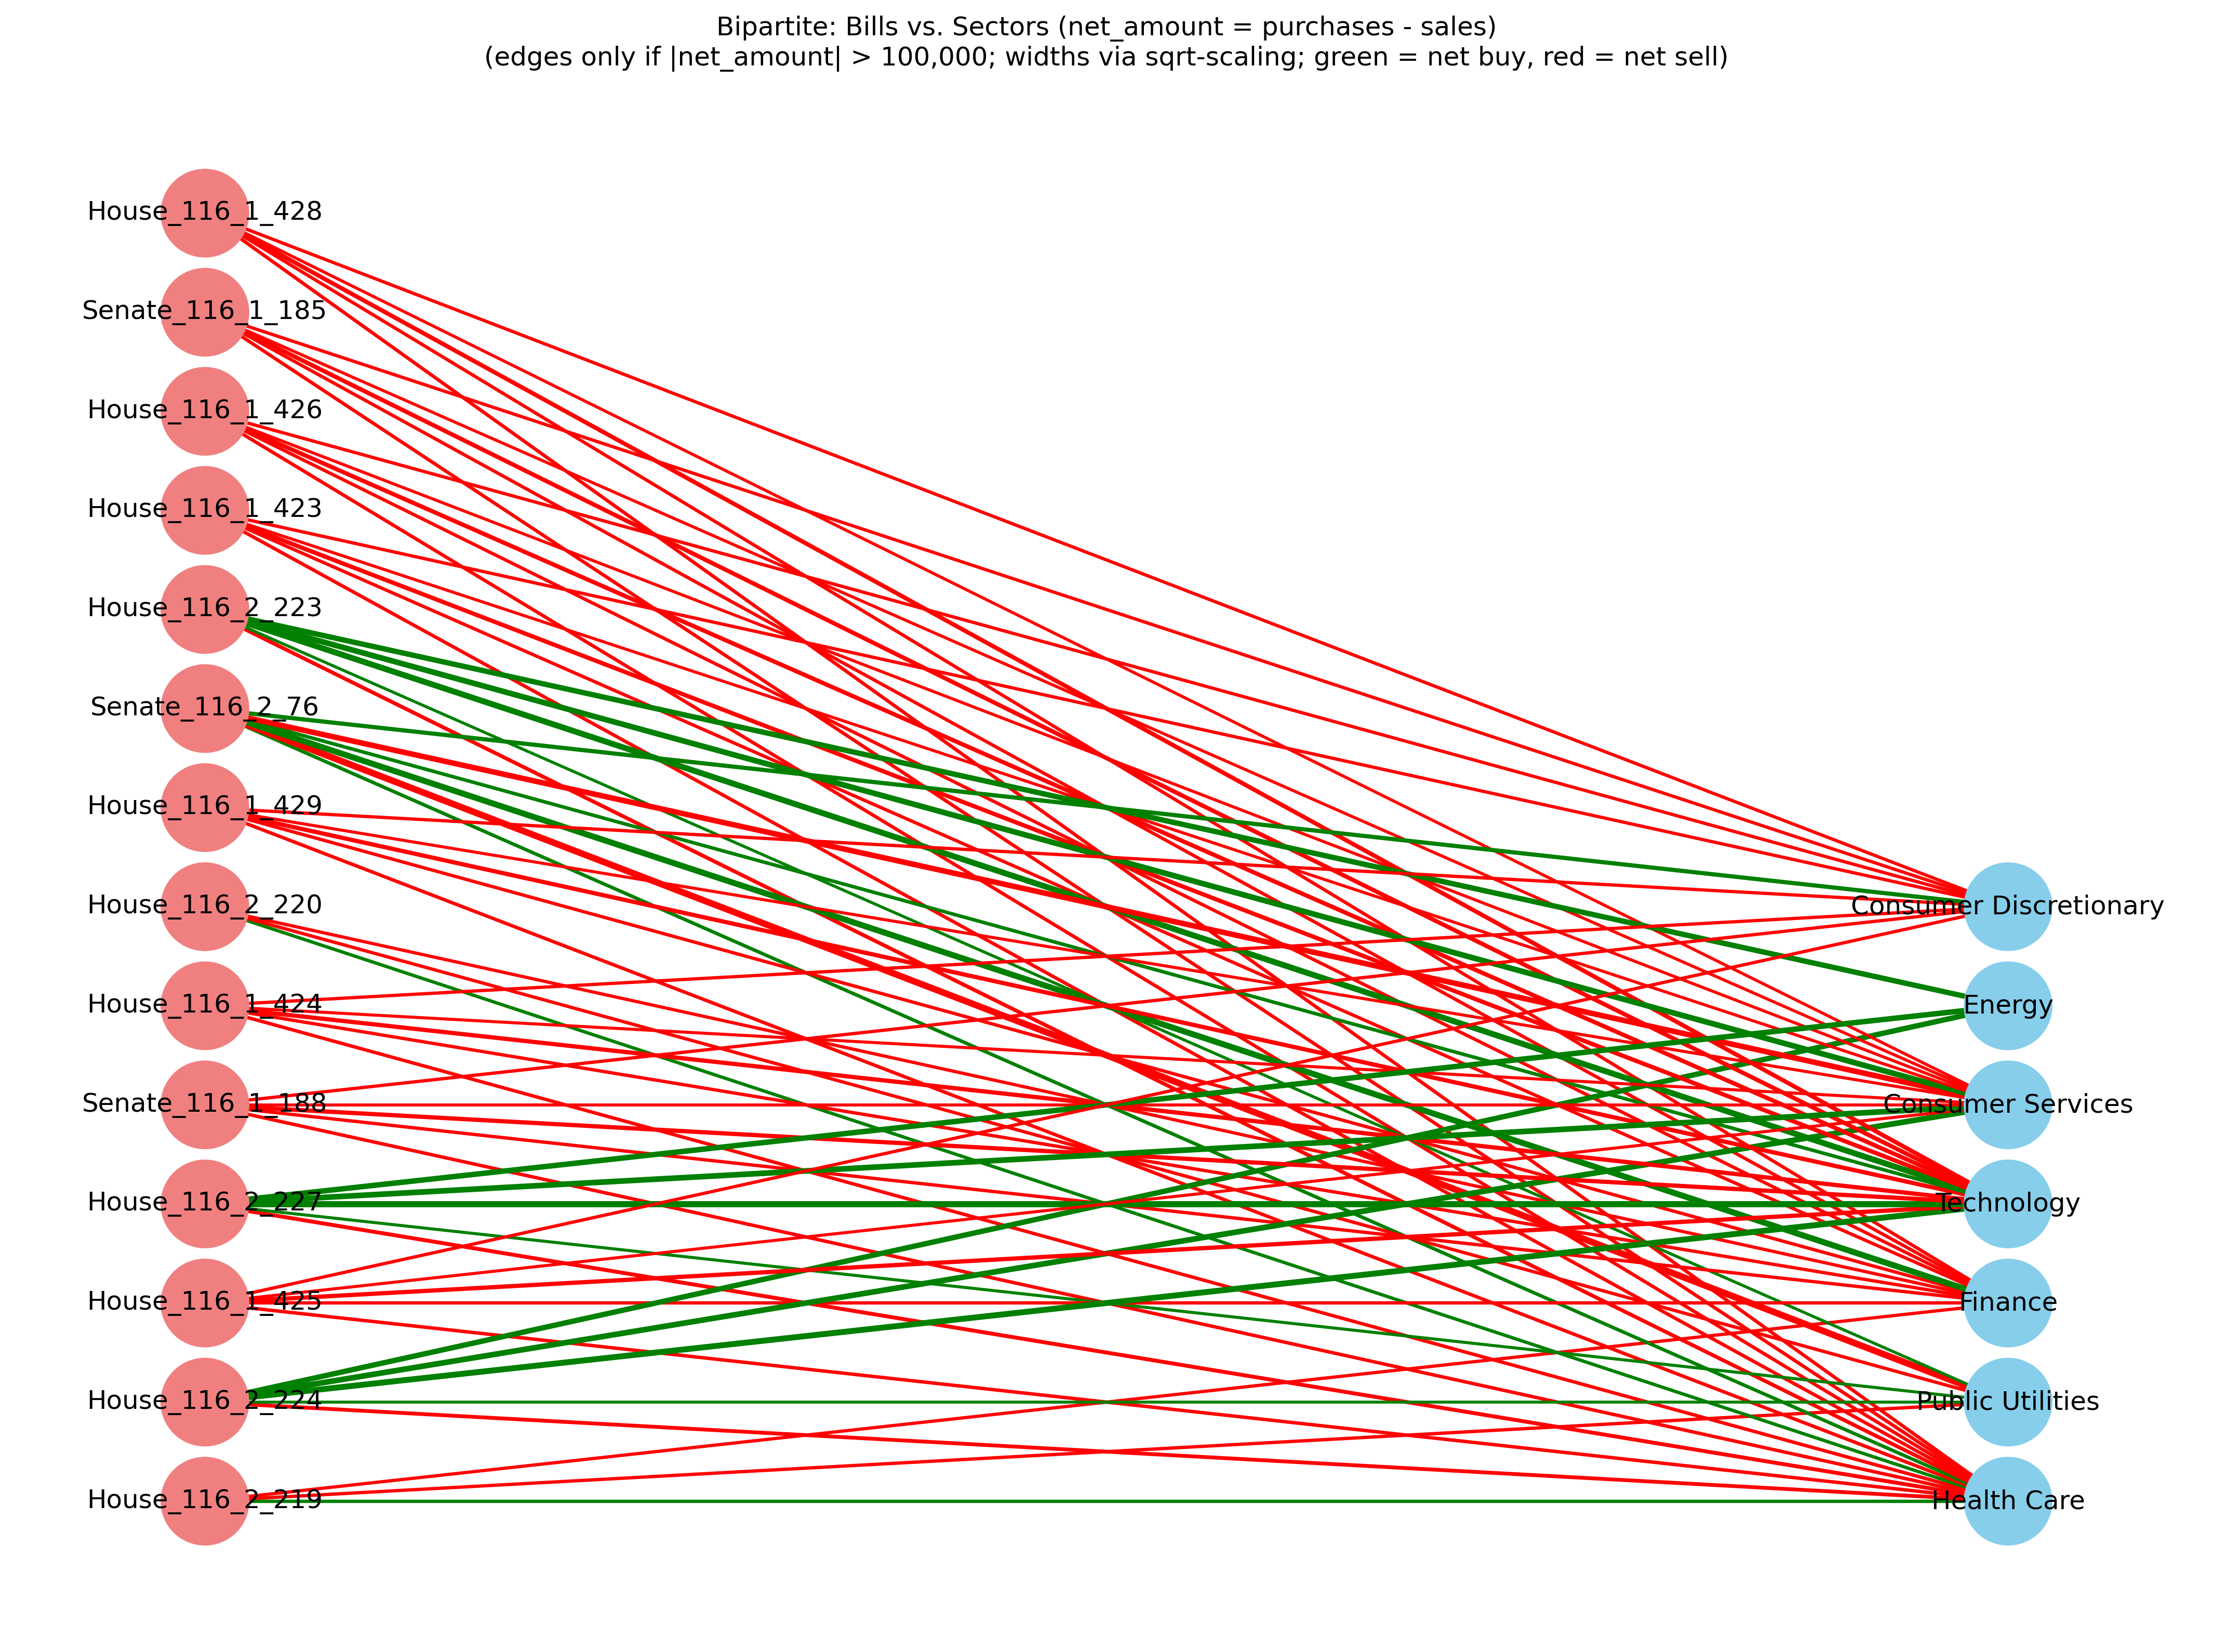 Bipartite: Bills vs. Sectors (net_amount = purchases - sales)
(edges only if |net_amount| > 100,000; widths via sqrt-scaling; green = net buy, red = net sell)
House_116_1_428
Senate_116_1_185
House_116_1_426
House_116_1_423
House_116_2_223
Senate_116_2_76
House_116_1_429
House_116_2_220
House_116_1_424
Senate_116_1_188
House_116_2_227
House_116_1_425
House_116_2_224
House_116_2_219
Consumer Discretionary
Energy
Consumer Services
Technology
Finance
Public Utilities
Health Care